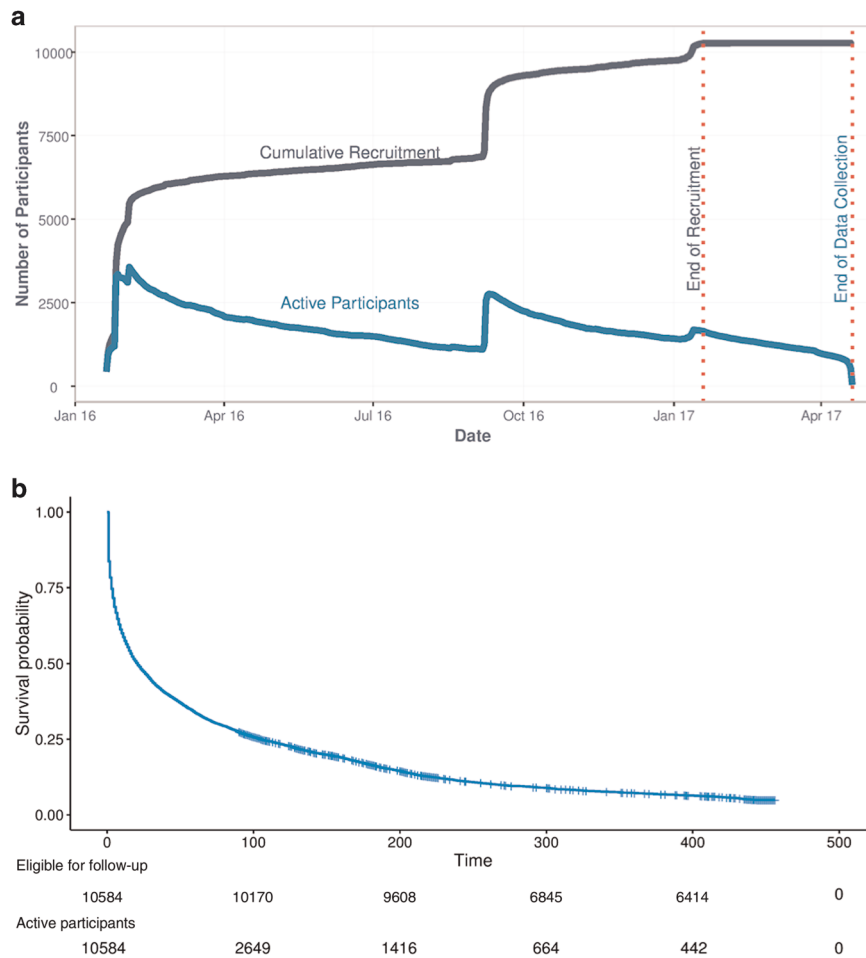 a
10000
7500
5000
2500
0
Number of Participants
Cumulative Recruitment
Active Participants
End of Recruitment
End of Data Collection
Jan 16 Apr 16 Jul 16 Oct 16 Jan 17 Apr 17
Date
b
1.00
0.75
0.50
0.25
0.00
Survival probability
0 100 200 300 400 500
Time
Eligible for follow-up
10584 10170 9608 6845 6414 0
Active participants
10584 2649 1416 664 442 0